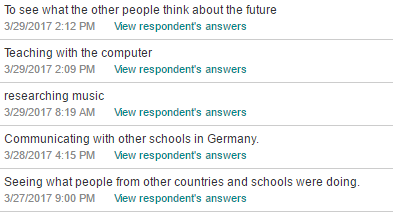 To see what the other people think about the future
3/29/2017 2:12 PM View respondent's answers
Teaching with the computer
3/29/2017 2:09 PM View respondent's answers
researching music
3/29/2017 8:19 AM View respondent's answers
Communicating with other schools in Germany.
3/28/2017 4:15 PM View respondent's answers
Seeing what people from other countries and schools were doing.
3/27/2017 9:00 PM View respondent's answers